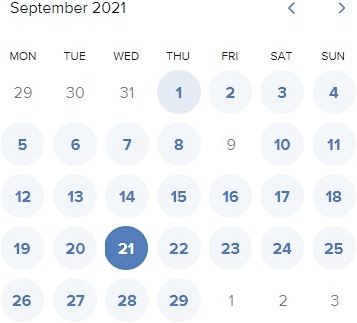 September 2021
MON TUE WED THU FRI SAT SUN
29 30 31 1 2 3 4
5 6 7 8 9 10 11
12 13 14 15 16 17 18
19 20 21 22 23 24 25
26 27 28 29 1 2 3